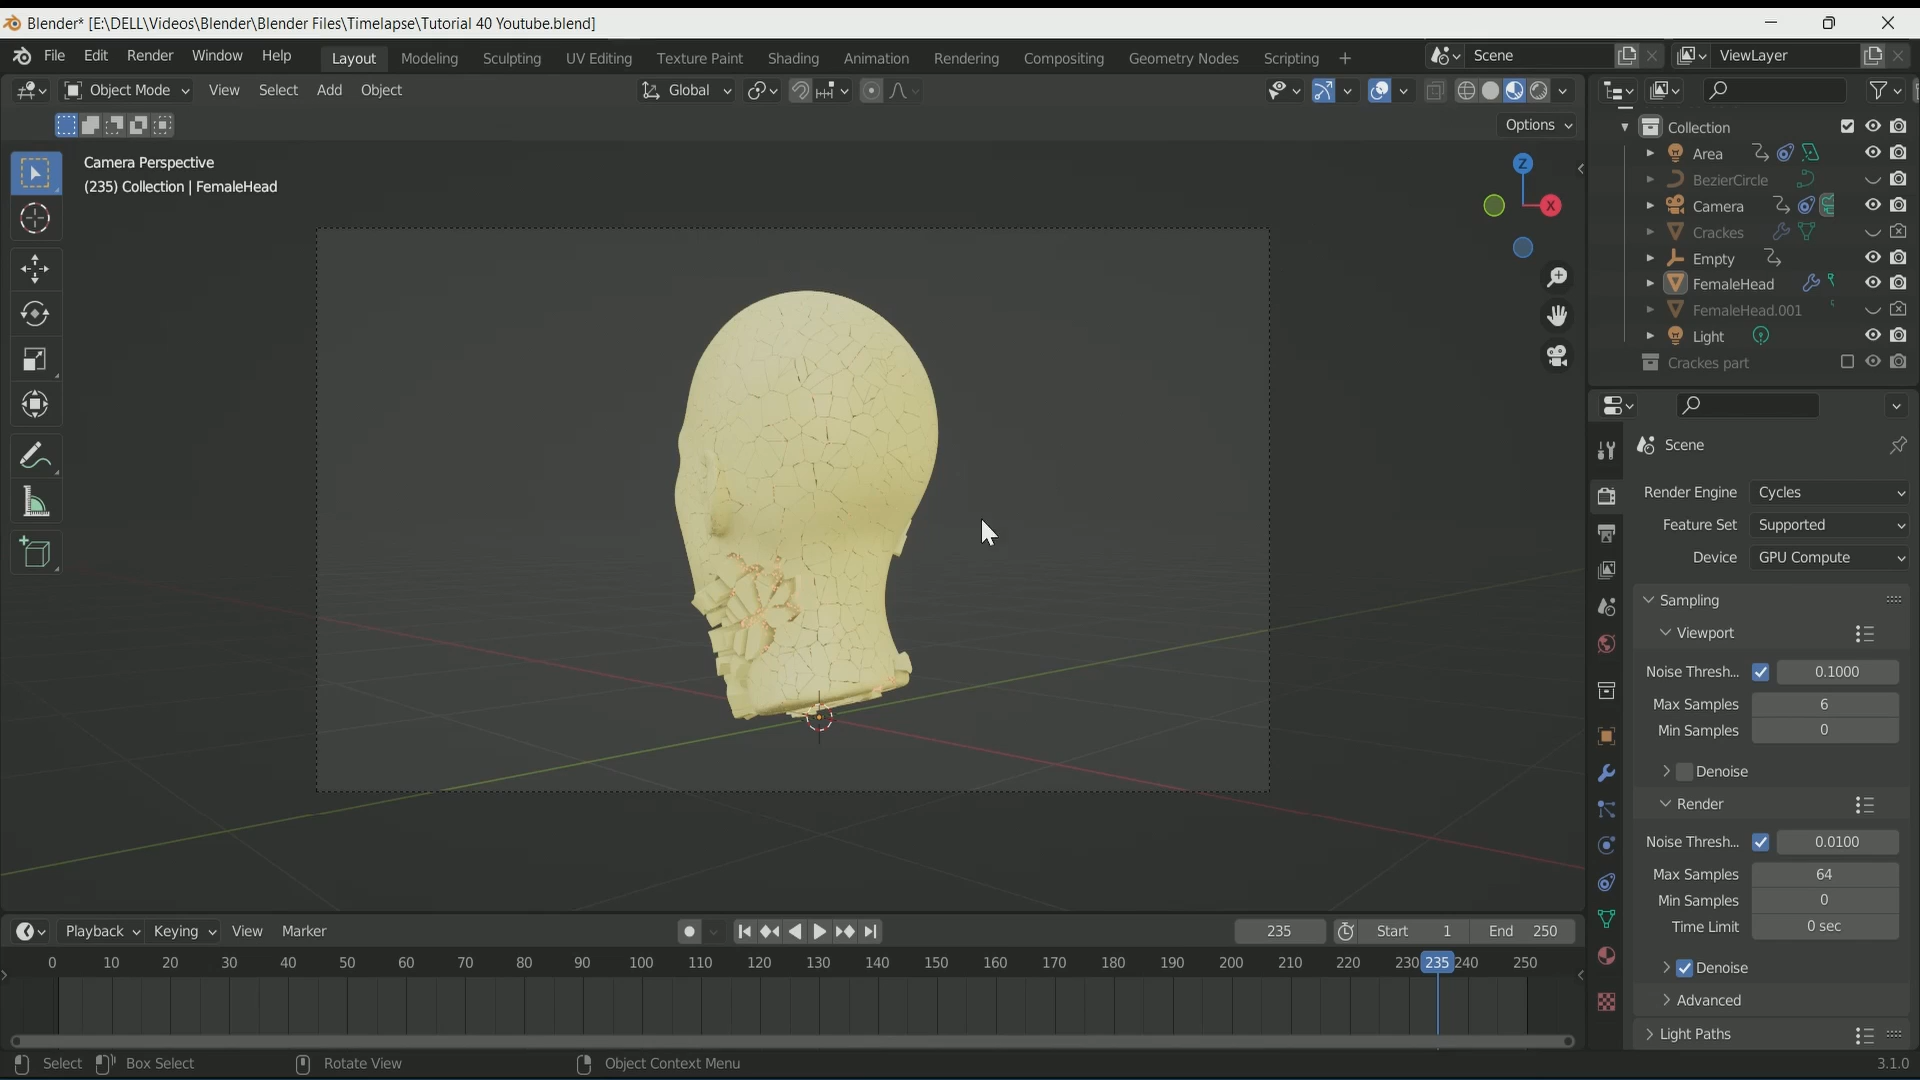 Blender* [E:\DELL\Videos\Blender\Blender Files\Timelapse\Tutorial 40 Youtube.blend]
File Edit Render Window Help Layout Modeling Sculpting UV Editing Texture Paint Shading Animation Rendering Compositing Geometry Nodes Scripting + Scene ViewLayer
Object Mode View Select Add Object Global
Options
Camera Perspective
(235) Collection | FemaleHead
Z
X
Collection
Area
BezierCircle
Camera
Crackes
Empty
FemaleHead
FemaleHead.001
Light
Crackes part
Scene
Render Engine Cycles
Feature Set Supported
Device GPU Compute
Sampling
Viewport
Noise Thresh... 0.1000
Max Samples 6
Min Samples 0
Denoise
Render
Noise Thresh... 0.0100
Max Samples 64
Min Samples 0
Time Limit 0 sec
Denoise
Advanced
Light Paths
Playback Keying View Marker 235 Start 1 End 250
0 10 20 30 40 50 60 70 80 90 100 110 120 130 140 150 160 170 180 190 200 210 220 230 235 240 250
Select Box Select Rotate View Object Context Menu 3.1.0